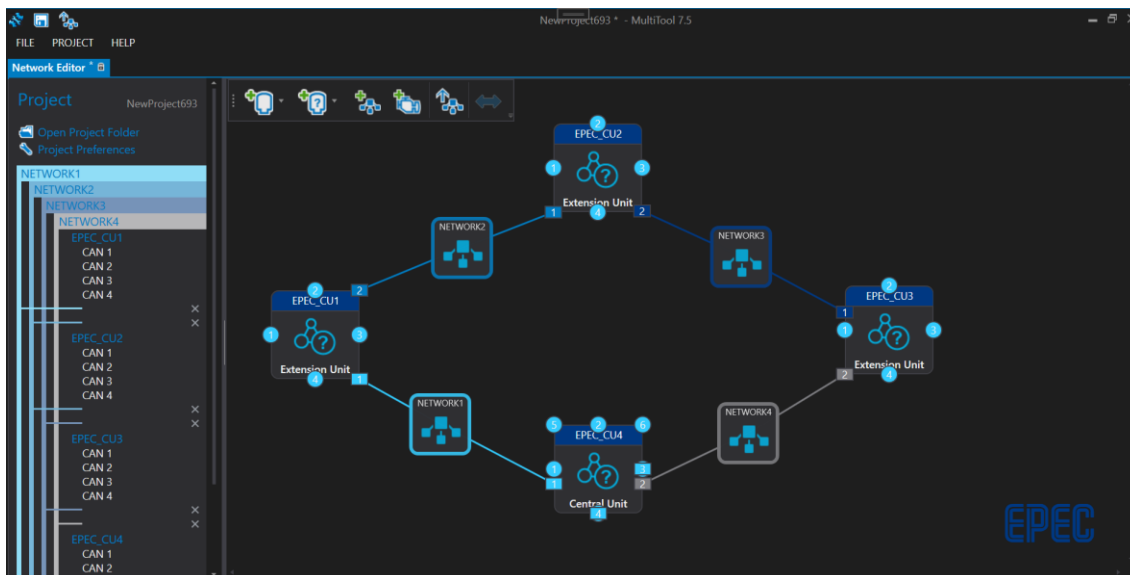 NewProject693 * - MultiTool 7.5
FILE PROJECT HELP
Network Editor *
Project NewProject693
Open Project Folder
Project Preferences
NETWORK1
NETWORK2
NETWORK3
NETWORK4
EPEC_CU1
CAN 1
CAN 2
CAN 3
CAN 4
EPEC_CU2
CAN 1
CAN 2
CAN 3
CAN 4
EPEC_CU3
CAN 1
CAN 2
CAN 3
CAN 4
EPEC_CU4
CAN 1
CAN 2
2
EPEC_CU2
1 ? 3
Extension Unit
1 4 2
NETWORK2
NETWORK3
2 2
EPEC_CU1
1 ? 3
Extension Unit
4 1
2
EPEC_CU3
1
1 ? 3
Extension Unit
2 4
NETWORK1
NETWORK4
5 2 6
EPEC_CU4
1 ? 3
1 2
Central Unit
4
EPEC